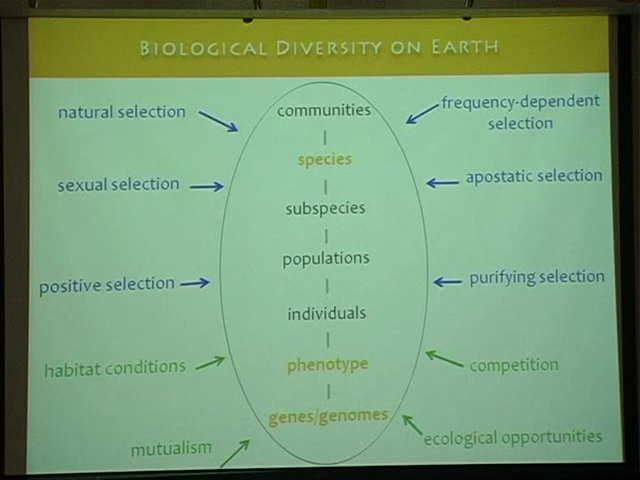 BIOLOGICAL DIVERSITY ON EARTH
natural selection
communities
frequency-dependent
selection
species
sexual selection
apostatic selection
subspecies
populations
positive selection
purifying selection
individuals
habitat conditions
phenotype
competition
genes/genomes
mutualism
ecological opportunities